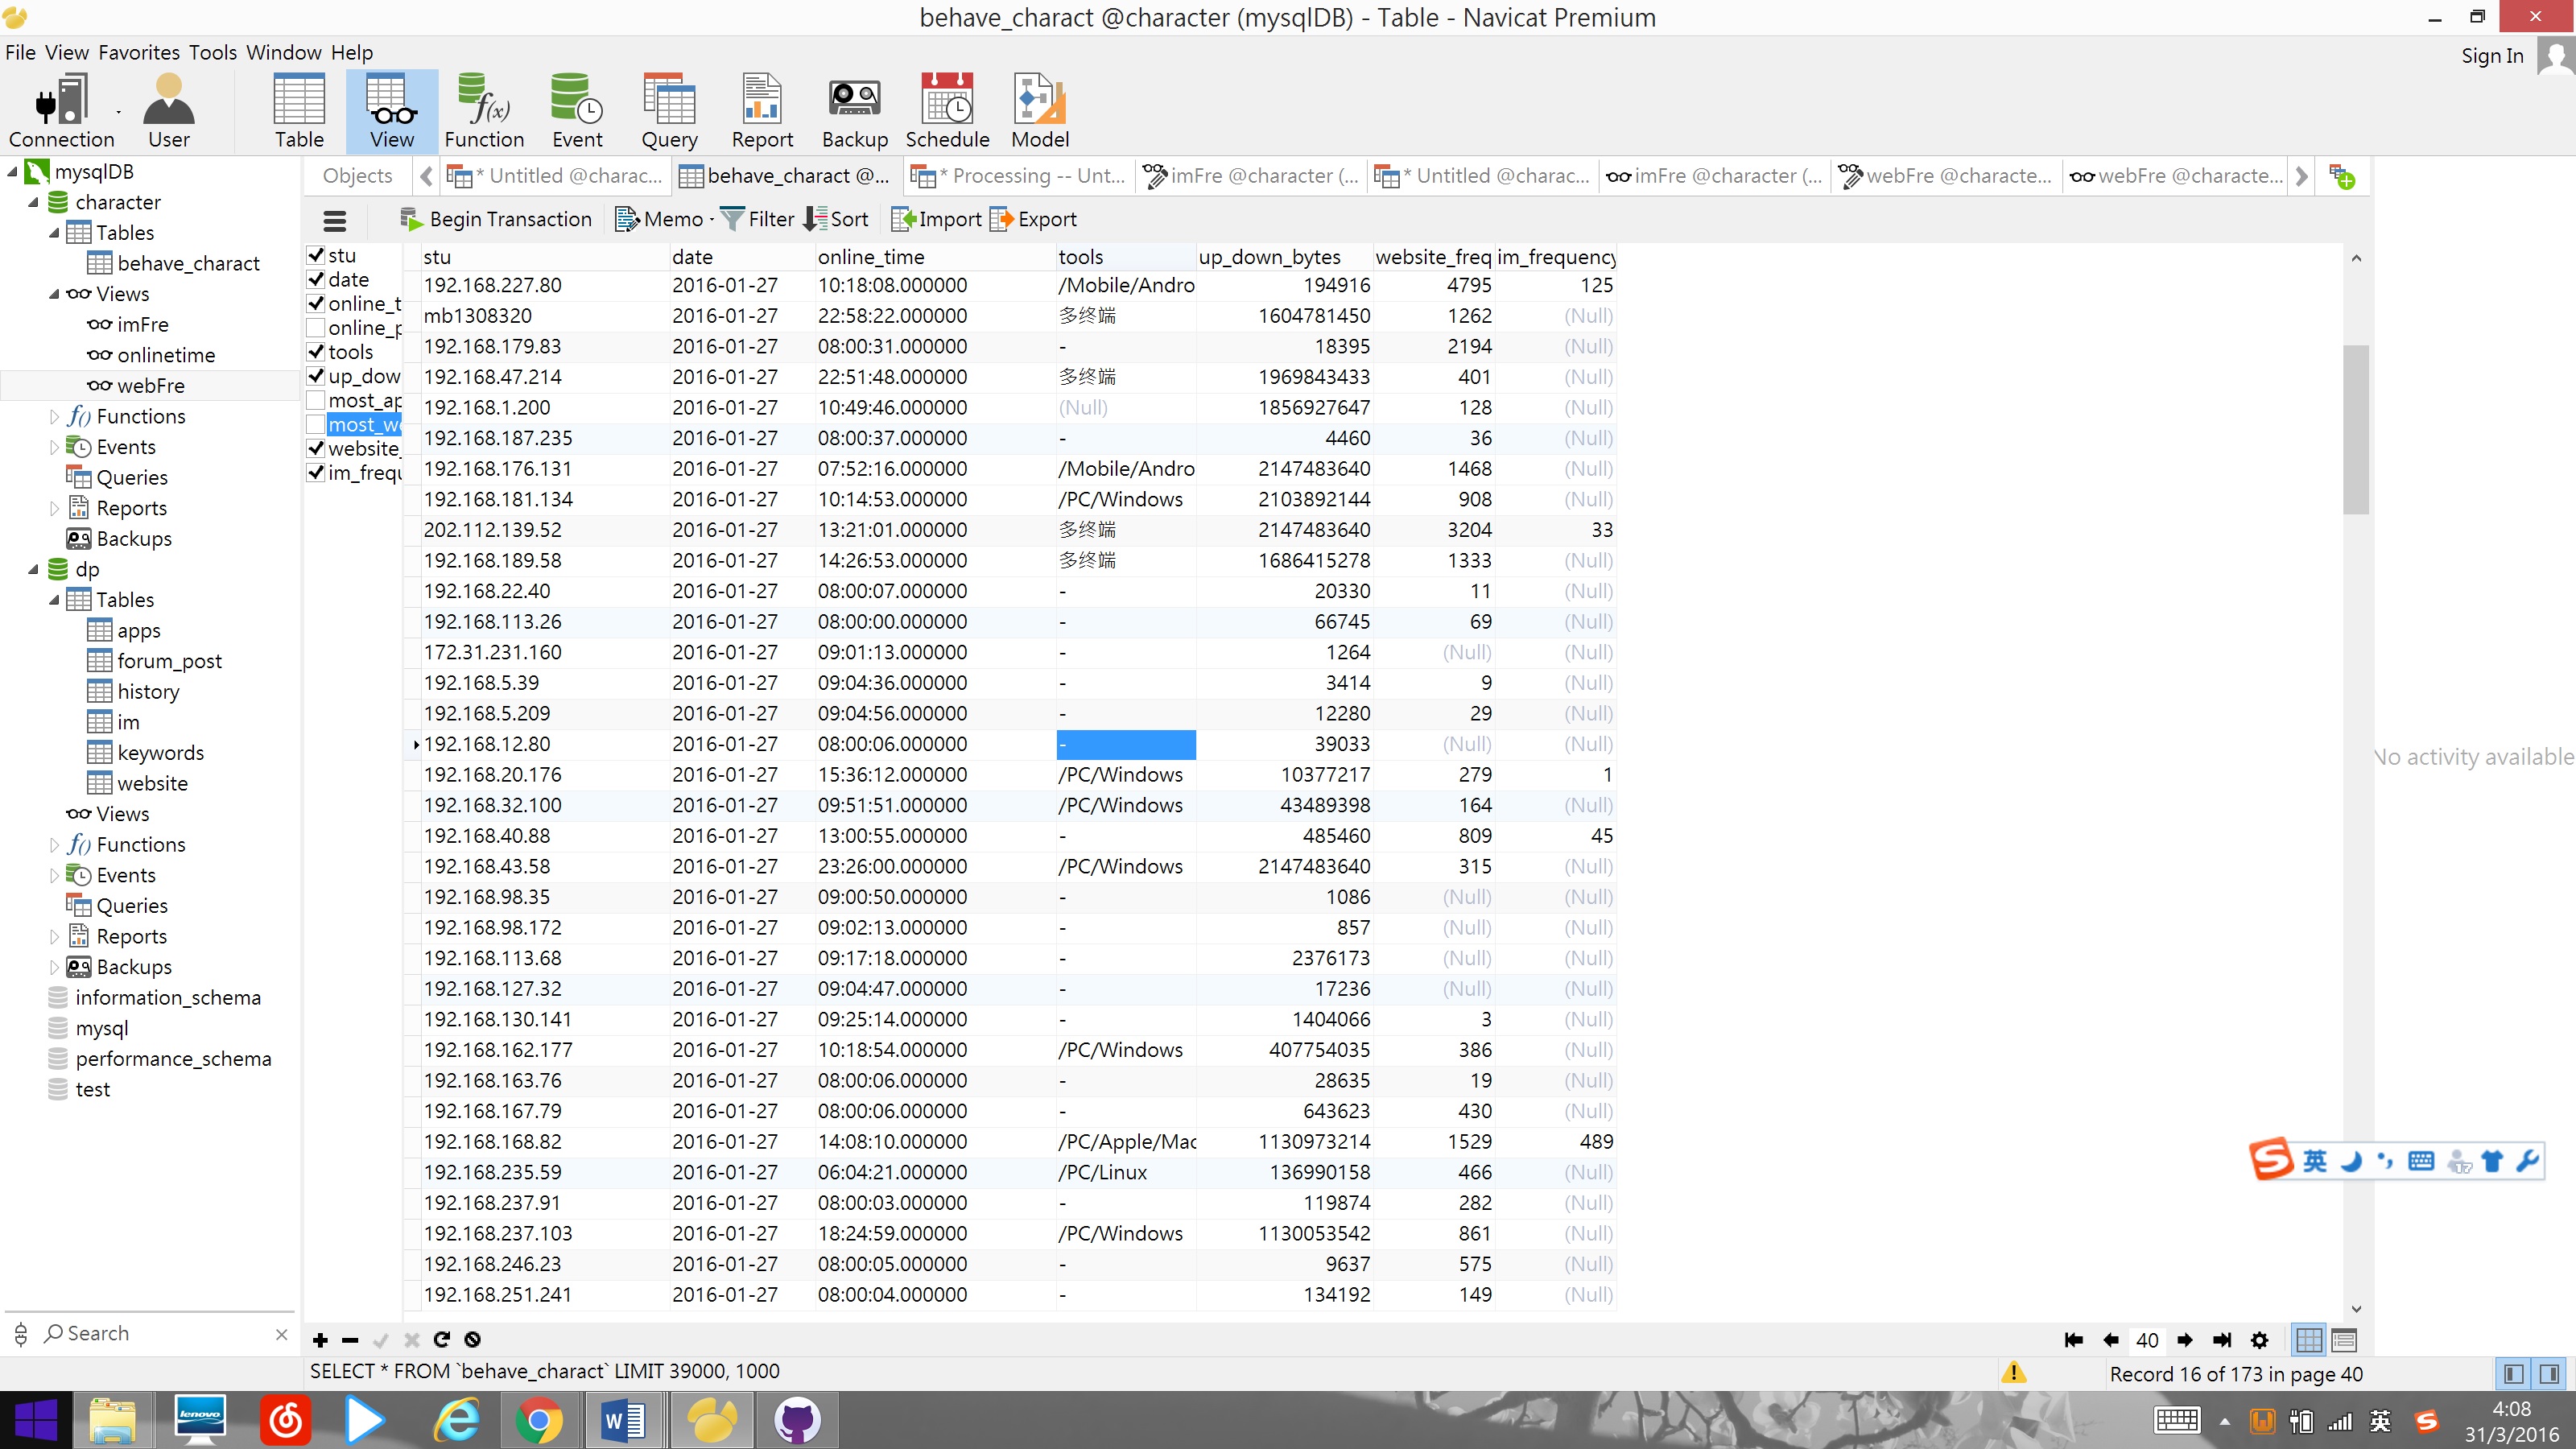 behave_charact @character (mysqlDB) - Table - Navicat Premium
File View Favorites Tools Window Help
Sign In
Connection User Table View Function Event Query Report Backup Schedule Model
Objects * Untitled @charac... behave_charact @... * Processing -- Unt... imFre @character (... * Untitled @charac... imFre @character (... webFre @characte... webFre @characte...
Begin Transaction Memo Filter Sort Import Export
mysqlDB
character
Tables
behave_charact
Views
imFre
onlinetime
webFre
Functions
Events
Queries
Reports
Backups
dp
Tables
apps
forum_post
history
im
keywords
website
Views
Functions
Events
Queries
Reports
Backups
information_schema
mysql
performance_schema
test
Search
stu
date
online_t
online_p
tools
up_dow
most_ap
most_we
website_
im_frequ
stu date online_time tools up_down_bytes website_freq im_frequency
192.168.227.80 2016-01-27 10:18:08.000000 /Mobile/Andro 194916 4795 125
mb1308320 2016-01-27 22:58:22.000000 多终端 1604781450 1262 (Null)
192.168.179.83 2016-01-27 08:00:31.000000 - 18395 2194 (Null)
192.168.47.214 2016-01-27 22:51:48.000000 多终端 1969843433 401 (Null)
192.168.1.200 2016-01-27 10:49:46.000000 (Null) 1856927647 128 (Null)
192.168.187.235 2016-01-27 08:00:37.000000 - 4460 36 (Null)
192.168.176.131 2016-01-27 07:52:16.000000 /Mobile/Andro 2147483640 1468 (Null)
192.168.181.134 2016-01-27 10:14:53.000000 /PC/Windows 2103892144 908 (Null)
202.112.139.52 2016-01-27 13:21:01.000000 多终端 2147483640 3204 33
192.168.189.58 2016-01-27 14:26:53.000000 多终端 1686415278 1333 (Null)
192.168.22.40 2016-01-27 08:00:07.000000 - 20330 11 (Null)
192.168.113.26 2016-01-27 08:00:00.000000 - 66745 69 (Null)
172.31.231.160 2016-01-27 09:01:13.000000 - 1264 (Null) (Null)
192.168.5.39 2016-01-27 09:04:36.000000 - 3414 9 (Null)
192.168.5.209 2016-01-27 09:04:56.000000 - 12280 29 (Null)
192.168.12.80 2016-01-27 08:00:06.000000 - 39033 (Null) (Null)
192.168.20.176 2016-01-27 15:36:12.000000 /PC/Windows 10377217 279 1
192.168.32.100 2016-01-27 09:51:51.000000 /PC/Windows 43489398 164 (Null)
192.168.40.88 2016-01-27 13:00:55.000000 - 485460 809 45
192.168.43.58 2016-01-27 23:26:00.000000 /PC/Windows 2147483640 315 (Null)
192.168.98.35 2016-01-27 09:00:50.000000 - 1086 (Null) (Null)
192.168.98.172 2016-01-27 09:02:13.000000 - 857 (Null) (Null)
192.168.113.68 2016-01-27 09:17:18.000000 - 2376173 (Null) (Null)
192.168.127.32 2016-01-27 09:04:47.000000 - 17236 (Null) (Null)
192.168.130.141 2016-01-27 09:25:14.000000 - 1404066 3 (Null)
192.168.162.177 2016-01-27 10:18:54.000000 /PC/Windows 407754035 386 (Null)
192.168.163.76 2016-01-27 08:00:06.000000 - 28635 19 (Null)
192.168.167.79 2016-01-27 08:00:06.000000 - 643623 430 (Null)
192.168.168.82 2016-01-27 14:08:10.000000 /PC/Apple/Mac 1130973214 1529 489
192.168.235.59 2016-01-27 06:04:21.000000 /PC/Linux 136990158 466 (Null)
192.168.237.91 2016-01-27 08:00:03.000000 - 119874 282 (Null)
192.168.237.103 2016-01-27 18:24:59.000000 /PC/Windows 1130053542 861 (Null)
192.168.246.23 2016-01-27 08:00:05.000000 - 9637 575 (Null)
192.168.251.241 2016-01-27 08:00:04.000000 - 134192 149 (Null)
No activity available
英
40
SELECT * FROM `behave_charact` LIMIT 39000, 1000
Record 16 of 173 in page 40
lenovo
英
4:08
31/3/2016